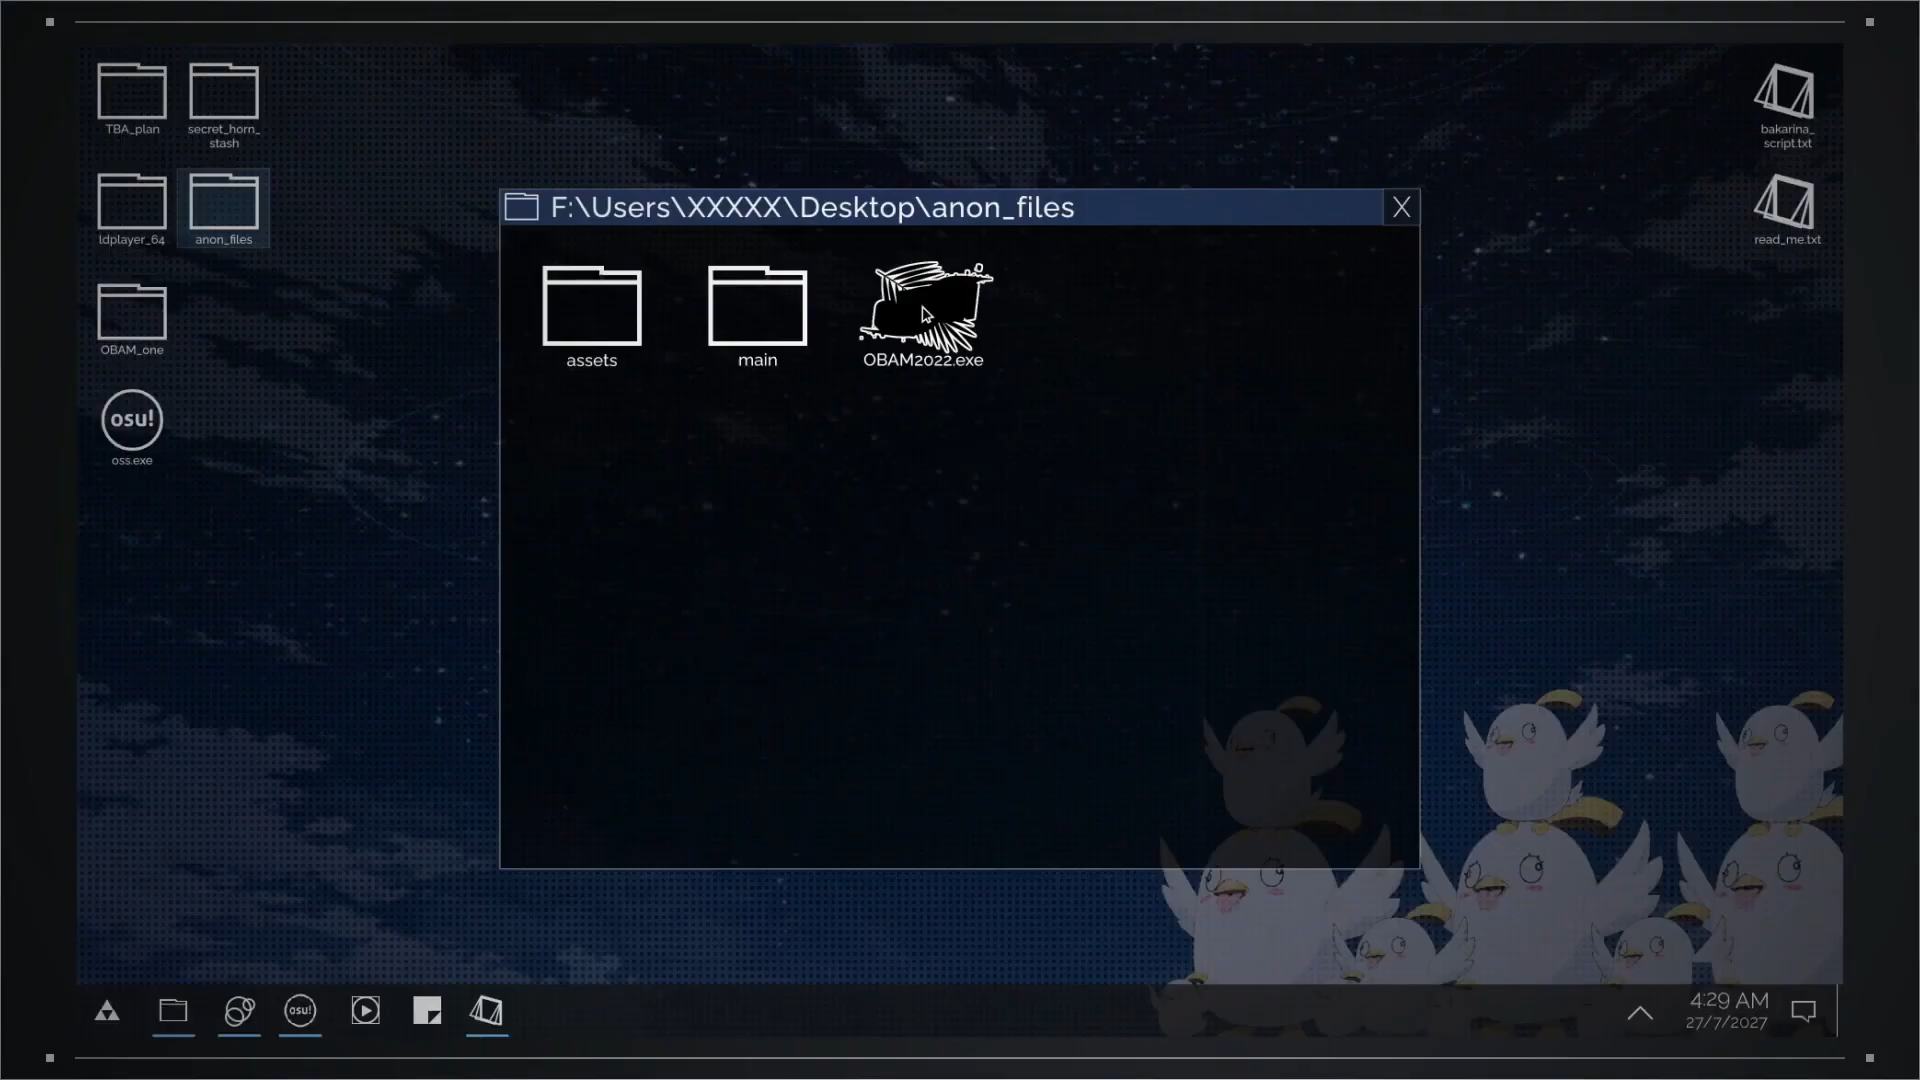 TBA_plan
secret_horn_
stash
ldplayer_64
anon_files
OBAM_one
osu!
oss.exe
F:\Users\XXXXX\Desktop\anon_files
X
assets
main
OBAM2022.exe
bakarina_
script.txt
read_me.txt
osu!
4:29 AM
27/7/2027